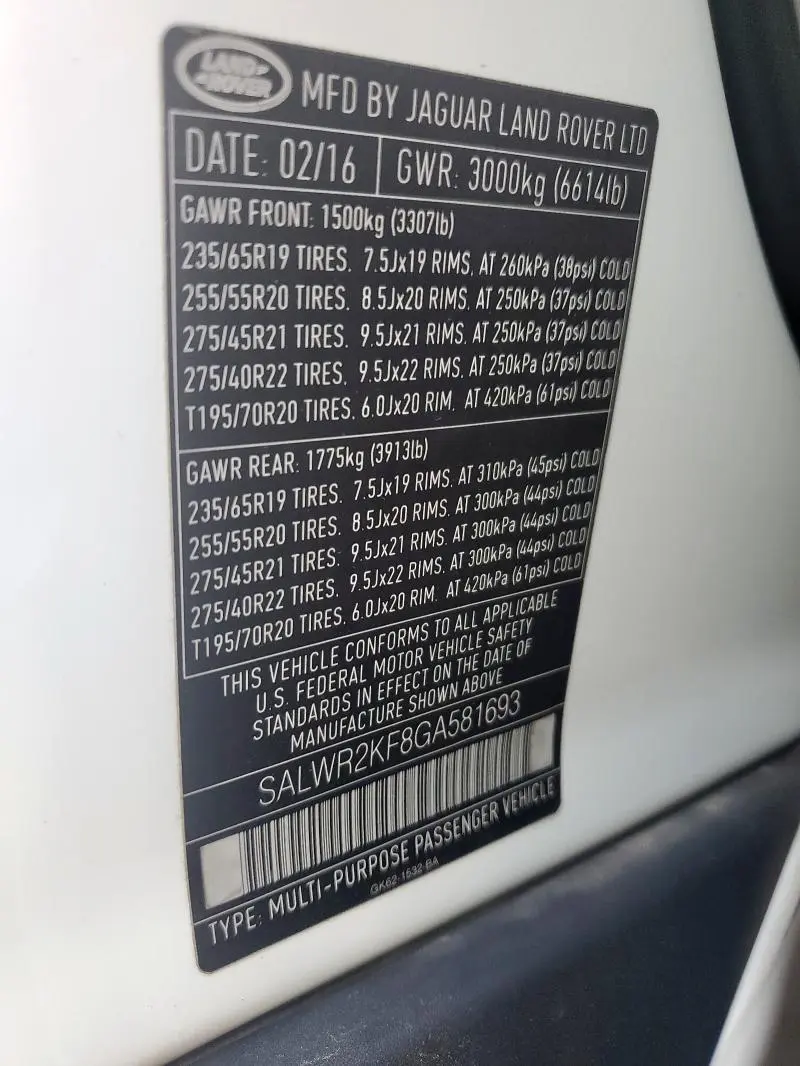 LAND ROVER
MFD BY JAGUAR LAND ROVER LTD
DATE: 02/16 GWR: 3000kg (6614lb)
GAWR FRONT: 1500kg (3307lb)
235/65R19 TIRES, 7.5Jx19 RIMS, AT 260kPa (38psi) COLD
255/55R20 TIRES, 8.5Jx20 RIMS, AT 250kPa (37psi) COLD
275/45R21 TIRES, 9.5Jx21 RIMS, AT 250kPa (37psi) COLD
275/40R22 TIRES, 9.5Jx22 RIMS, AT 250kPa (37psi) COLD
T195/70R20 TIRES, 6.0Jx20 RIM, AT 420kPa (61psi) COLD
GAWR REAR: 1775kg (3913lb)
235/65R19 TIRES, 7.5Jx19 RIMS, AT 310kPa (45psi) COLD
255/55R20 TIRES, 8.5Jx20 RIMS, AT 300kPa (44psi) COLD
275/45R21 TIRES, 9.5Jx21 RIMS, AT 300kPa (44psi) COLD
275/40R22 TIRES, 9.5Jx22 RIMS, AT 300kPa (44psi) COLD
T195/70R20 TIRES, 6.0Jx20 RIM, AT 420kPa (61psi) COLD
THIS VEHICLE CONFORMS TO ALL APPLICABLE
U.S. FEDERAL MOTOR VEHICLE SAFETY
STANDARDS IN EFFECT ON THE DATE OF
MANUFACTURE SHOWN ABOVE
SALWR2KF8GA581693
TYPE: MULTI-PURPOSE PASSENGER VEHICLE
GK62-1532-BA